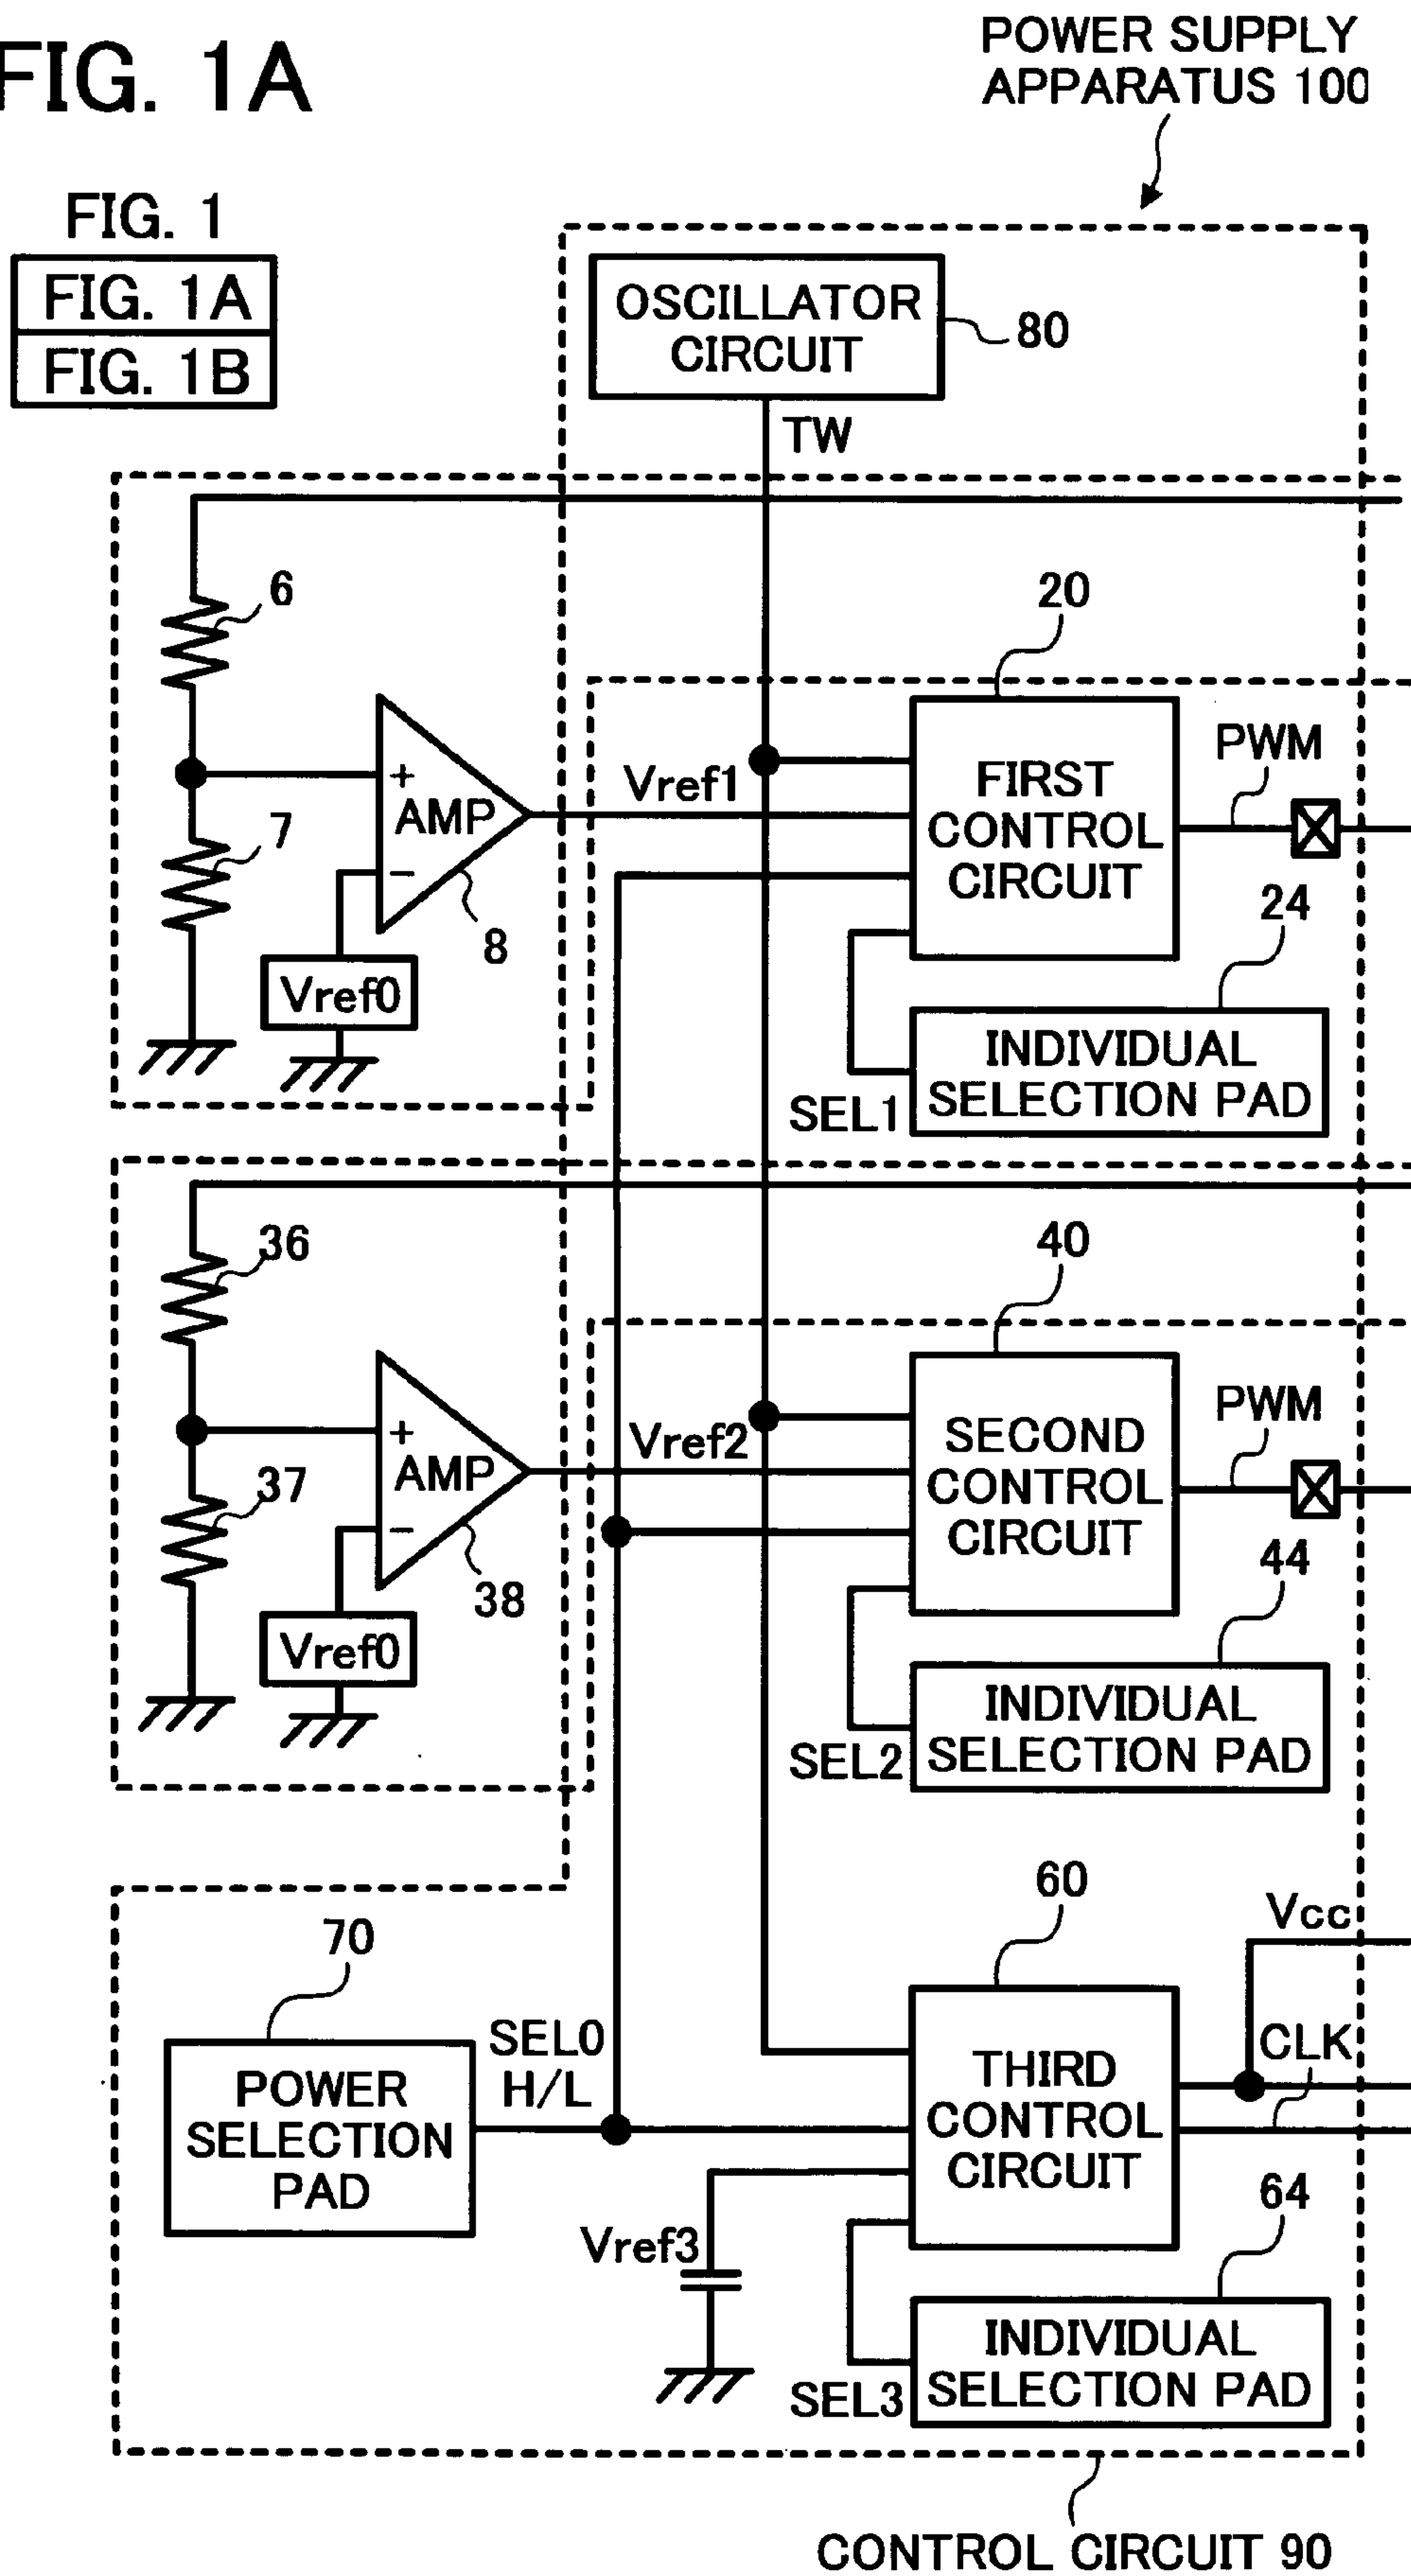 FIG. 1A
POWER SUPPLY
APPARATUS 100
FIG. 1
FIG. 1A
FIG. 1B
OSCILLATOR
CIRCUIT
80
TW
6
20
+
AMP
−
Vref1
FIRST
CONTROL
CIRCUIT
PWM
7
8
24
Vref0
INDIVIDUAL
SELECTION PAD
SEL1
36
40
+
AMP
−
Vref2
SECOND
CONTROL
CIRCUIT
PWM
37
38
44
Vref0
INDIVIDUAL
SELECTION PAD
SEL2
60
Vcc
70
SEL0
H/L
POWER
SELECTION
PAD
THIRD
CONTROL
CIRCUIT
CLK
64
Vref3
INDIVIDUAL
SELECTION PAD
SEL3
CONTROL CIRCUIT 90